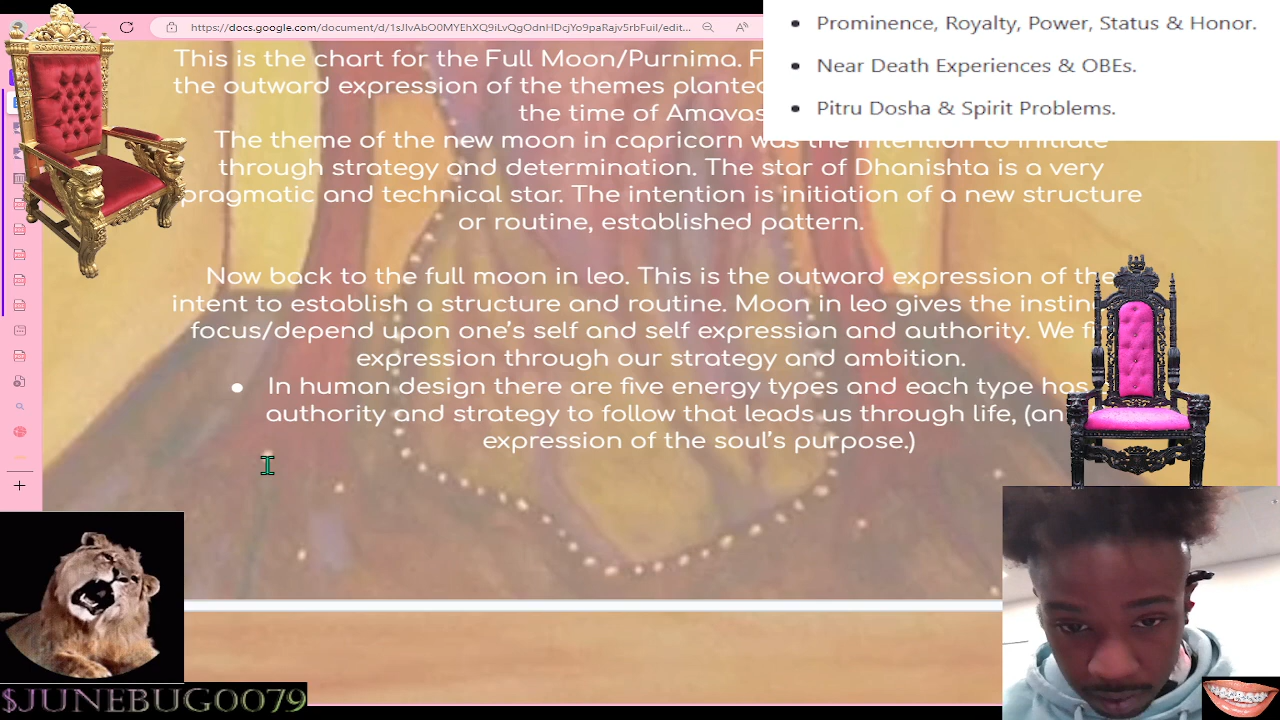 https://docs.google.com/document/d/1sJlvAbO0MYEhXQ9iLvQgOdnHDcjYo9paRajv5rbFuiI/edit...
• Prominence, Royalty, Power, Status & Honor.
• Near Death Experiences & OBEs.
• Pitru Dosha & Spirit Problems.
This is the chart for the Full Moon/Purnima. F
the outward expression of the themes planted
the time of Amavas
The theme of the new moon in capricorn was the intention to initiate
through strategy and determination. The star of Dhanishta is a very
pragmatic and technical star. The intention is initiation of a new structure
or routine, established pattern.
Now back to the full moon in leo. This is the outward expression of the
intent to establish a structure and routine. Moon in leo gives the instin
focus/depend upon one's self and self expression and authority. We fi
expression through our strategy and ambition.
● In human design there are five energy types and each type has
authority and strategy to follow that leads us through life, (an
expression of the soul's purpose.)
$JUNEBUG0079